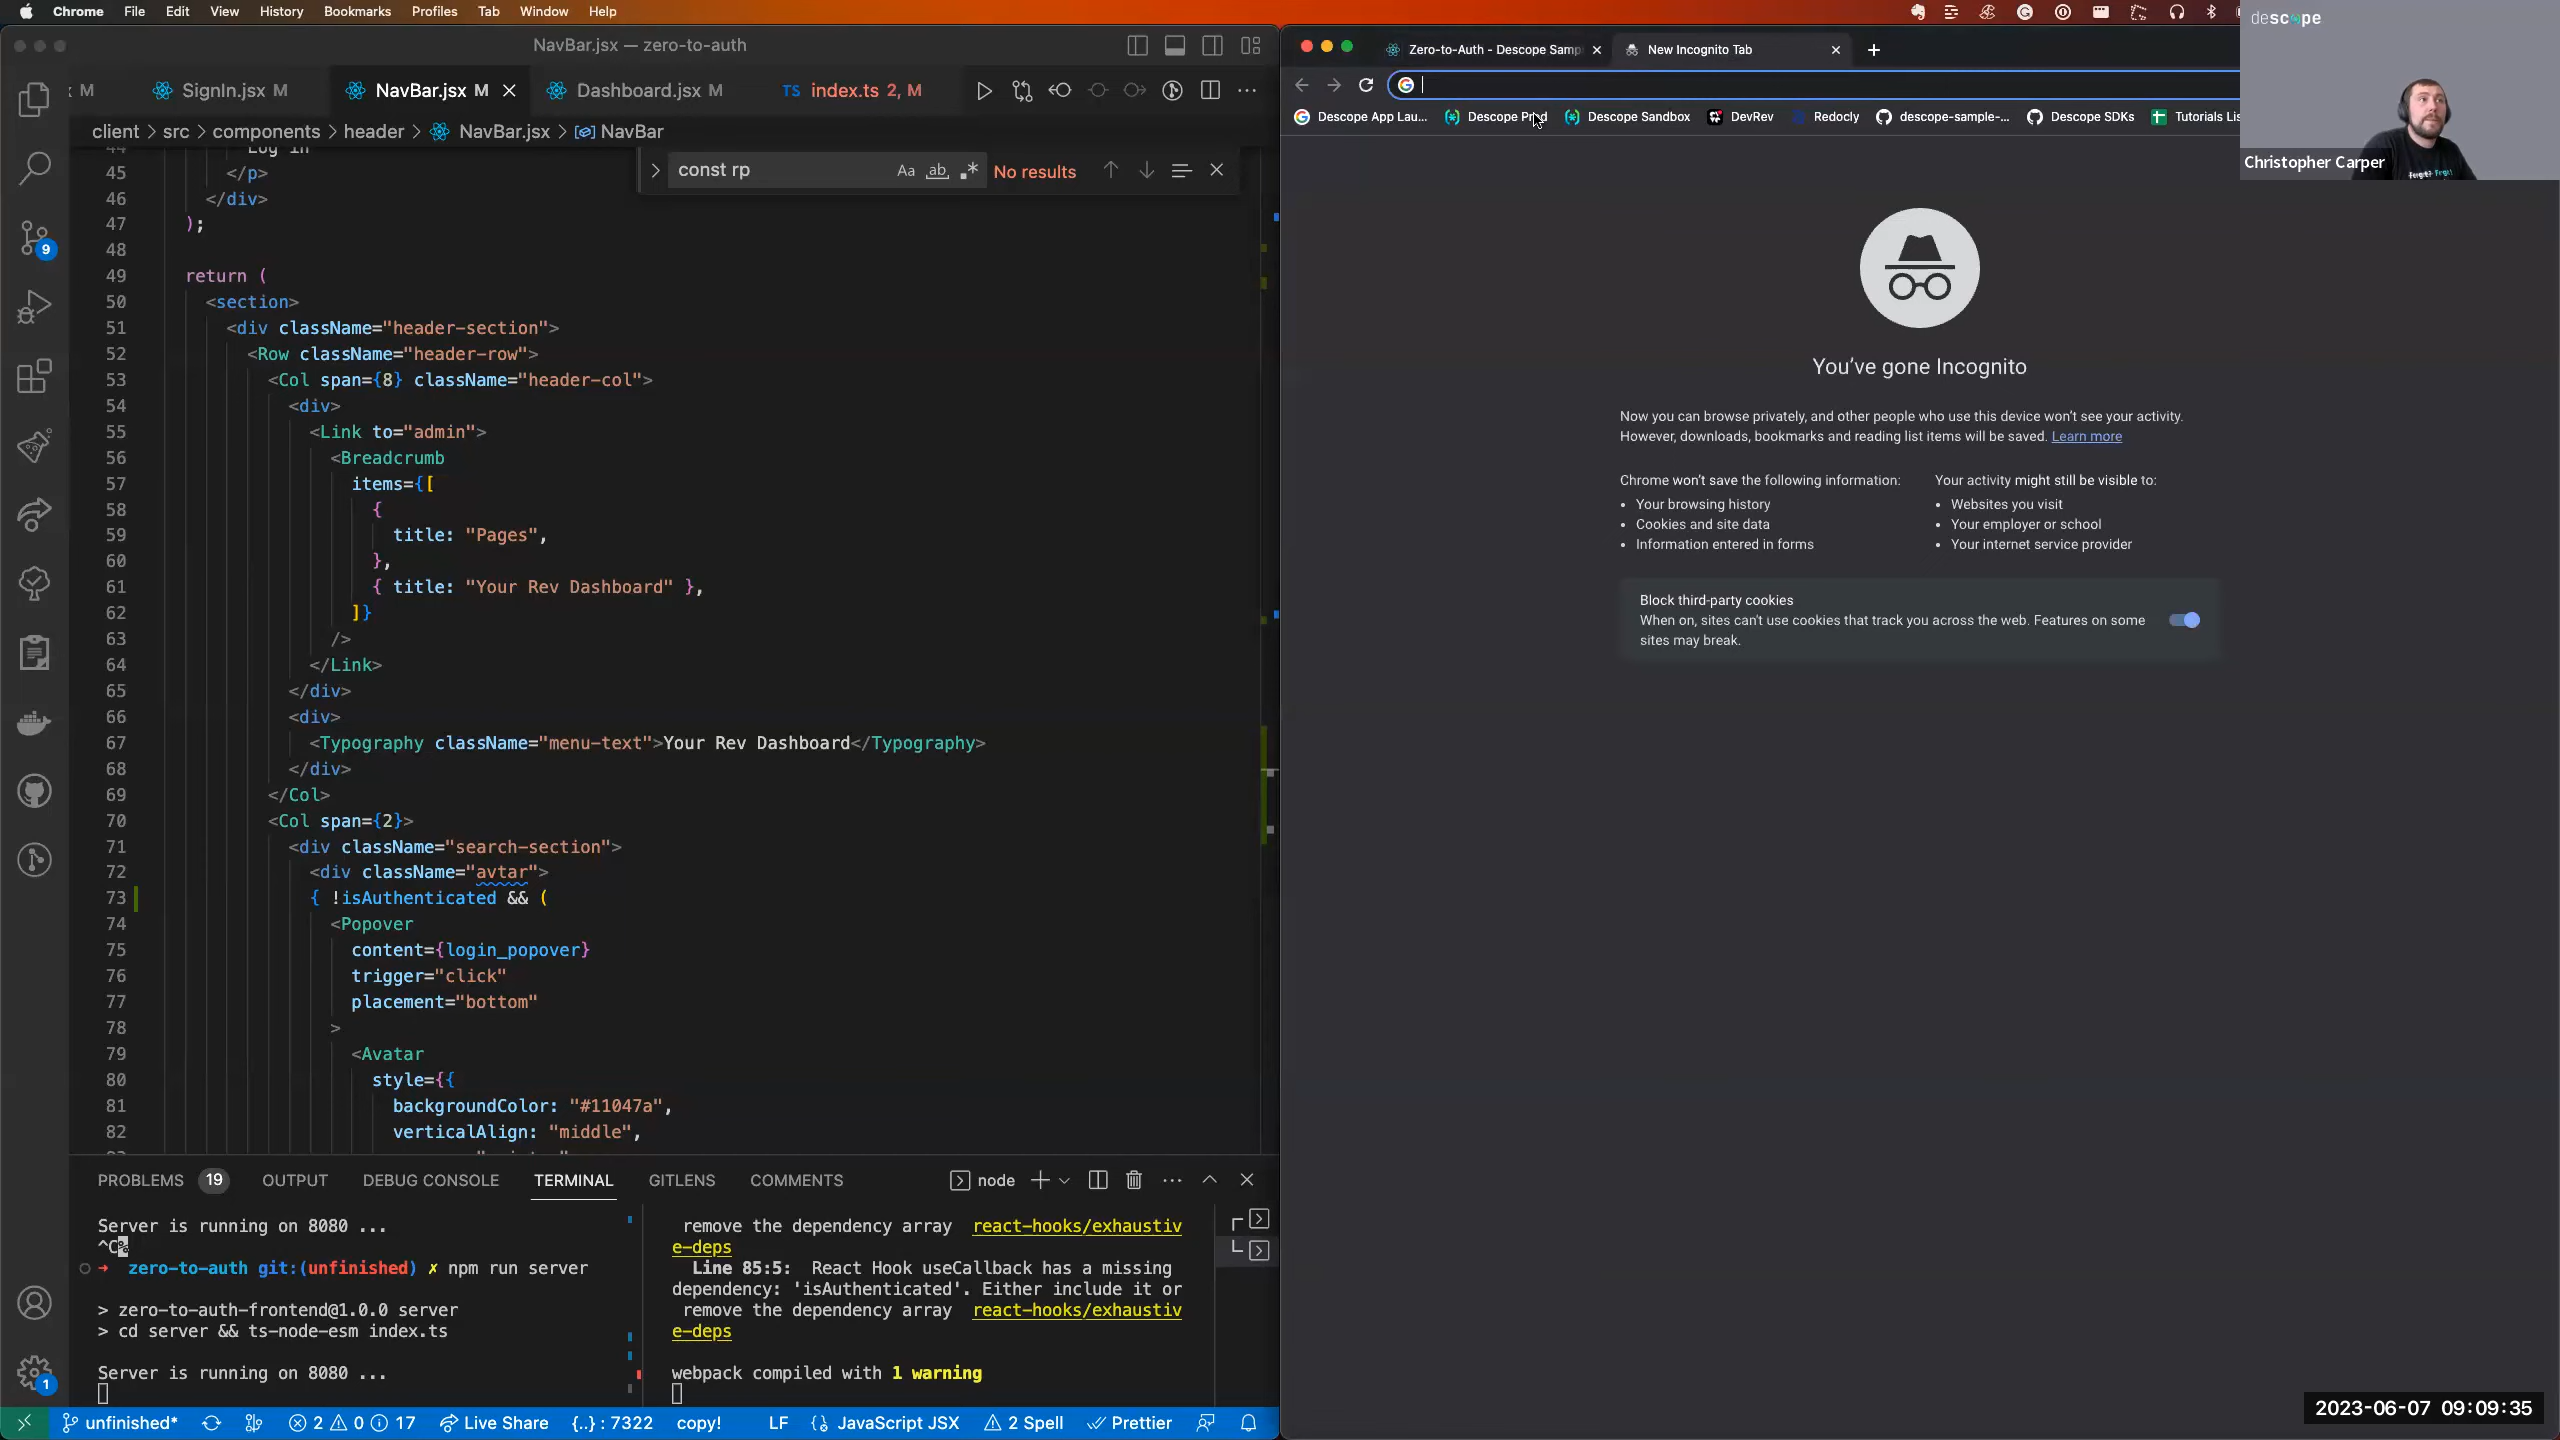 Chrome File Edit View History Bookmarks Profiles Tab Window Help
NavBar.jsx — zero-to-auth
M SignIn.jsx M NavBar.jsx M Dashboard.jsx M TS index.ts 2, M
client > src > components > header > NavBar.jsx > NavBar
const rp Aa ab No results
44 Log in
45 </p>
46 </div>
47 );
48
49 return (
50 <section>
51 <div className="header-section">
52 <Row className="header-row">
53 <Col span={8} className="header-col">
54 <div>
55 <Link to="admin">
56 <Breadcrumb
57 items={[
58 {
59 title: "Pages",
60 },
61 { title: "Your Rev Dashboard" },
62 ]}
63 />
64 </Link>
65 </div>
66 <div>
67 <Typography className="menu-text">Your Rev Dashboard</Typography>
68 </div>
69 </Col>
70 <Col span={2}>
71 <div className="search-section">
72 <div className="avtar">
73 { !isAuthenticated && (
74 <Popover
75 content={login_popover}
76 trigger="click"
77 placement="bottom"
78 >
79 <Avatar
80 style={{
81 backgroundColor: "#11047a",
82 verticalAlign: "middle",
PROBLEMS 19 OUTPUT DEBUG CONSOLE TERMINAL GITLENS COMMENTS node
Server is running on 8080 ...
^C%
➜ zero-to-auth git:(unfinished) ✗ npm run server
> zero-to-auth-frontend@1.0.0 server
> cd server && ts-node-esm index.ts
Server is running on 8080 ...
remove the dependency array react-hooks/exhaustiv
e-deps
Line 85:5: React Hook useCallback has a missing
dependency: 'isAuthenticated'. Either include it or
remove the dependency array react-hooks/exhaustiv
e-deps
webpack compiled with 1 warning
9
1
unfinished* 2 0 17 Live Share {..} : 7322 copy! LF JavaScript JSX 2 Spell Prettier
Zero-to-Auth - Descope Samp New Incognito Tab
Descope App Lau... Descope Prod Descope Sandbox DevRev Redocly descope-sample-... Descope SDKs Tutorials Lis
You've gone Incognito
Now you can browse privately, and other people who use this device won't see your activity.
However, downloads, bookmarks and reading list items will be saved. Learn more
Chrome won't save the following information:
• Your browsing history
• Cookies and site data
• Information entered in forms
Your activity might still be visible to:
• Websites you visit
• Your employer or school
• Your internet service provider
Block third-party cookies
When on, sites can't use cookies that track you across the web. Features on some
sites may break.
descope
Christopher Carper
2023-06-07 09:09:35